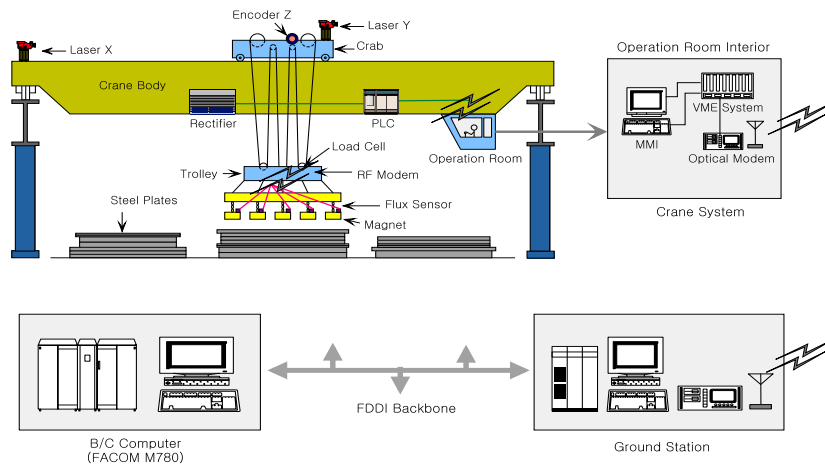 Encoder Z
Laser Y
Laser X
Crab
Crane Body
Rectifier
PLC
Operation Room
Load Cell
Trolley
RF Modem
Flux Sensor
Magnet
Steel Plates
Operation Room Interior
VME System
MMI
Optical Modem
Crane System
FDDI Backbone
B/C Computer
(FACOM M780)
Ground Station